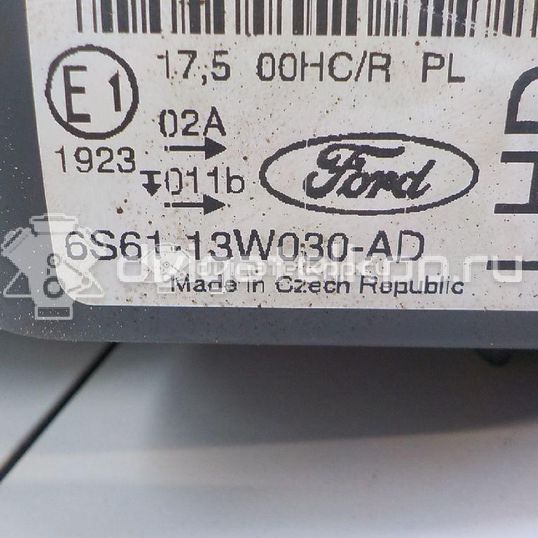 E1 17,5 00HC/R PL
02A
1923 011b
Ford
6S61-13W030-AD
Made in Czech Republic